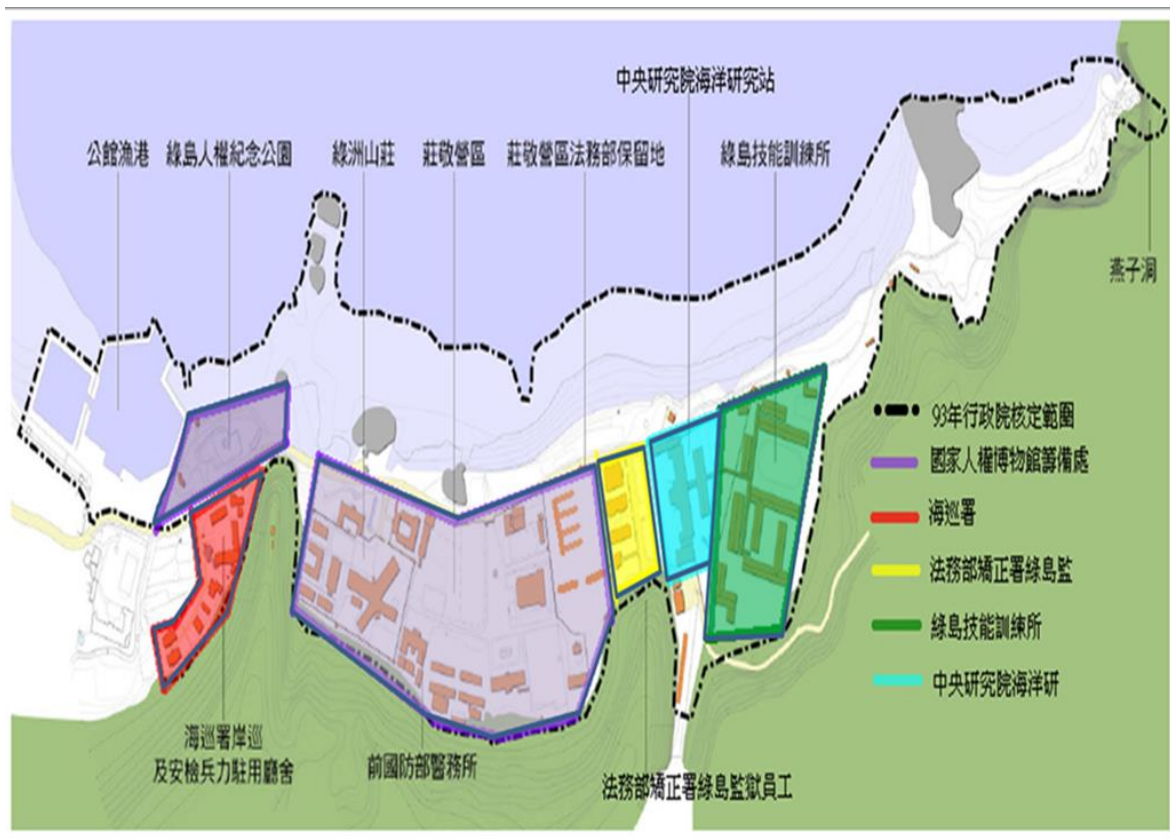 中央研究院海洋研究站
公館漁港
綠島人權紀念公園
綠洲山莊
莊敬營區
莊敬營區法務部保留地
綠島技能訓練所
燕子洞
93年行政院核定範圍
國家人權博物館籌備處
海巡署
法務部矯正署綠島監
綠島技能訓練所
中央研究院海洋研
海巡署岸巡
及安檢兵力駐用廳舍
前國防部醫務所
法務部矯正署綠島監獄員工